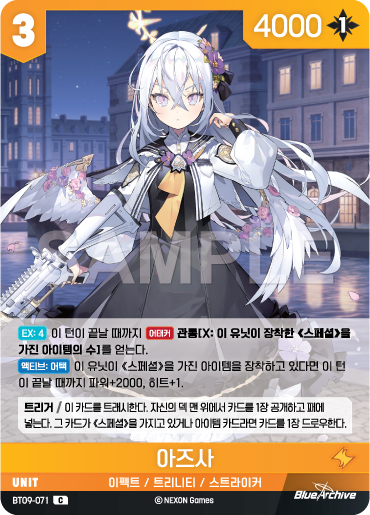 3
4000 1
SAMPLE
EX: 4 이 턴이 끝날 때까지 어태커 관통[X: 이 유닛이 장착한 《스페셜》을
가진 아이템의 수]를 얻는다.
액티브: 어택 이 유닛이 《스페셜》을 가진 아이템을 장착하고 있다면 이 턴
이 끝날 때까지 파워+2000, 히트+1.
트리거 / 이 카드를 트래시한다. 자신의 덱 맨 위에서 카드를 1장 공개하고 패에
넣는다. 그 카드가 《스페셜》을 가지고 있거나 아이템 카드라면 카드를 1장 드로우한다.
아즈사
UNIT 이펙트 / 트리니티 / 스트라이커
BT09-071 C © NEXON Games BlueArchive